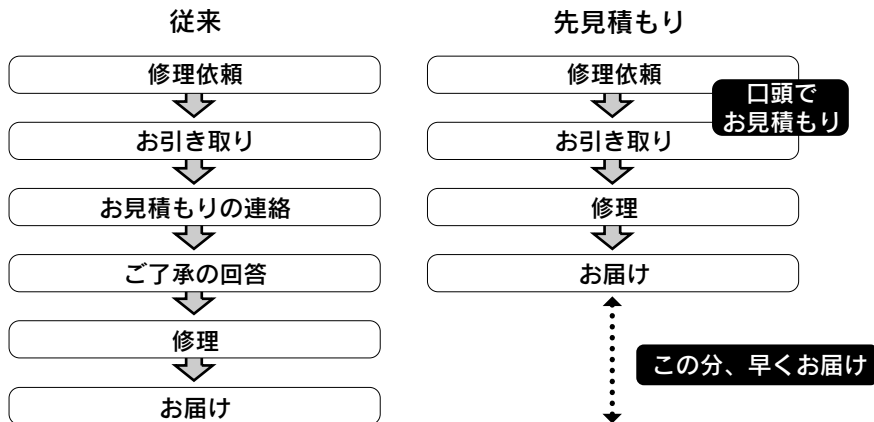 従来
修理依頼
お引き取り
お見積もりの連絡
ご了承の回答
修理
お届け
先見積もり
修理依頼
口頭で
お見積もり
お引き取り
修理
お届け
この分、早くお届け